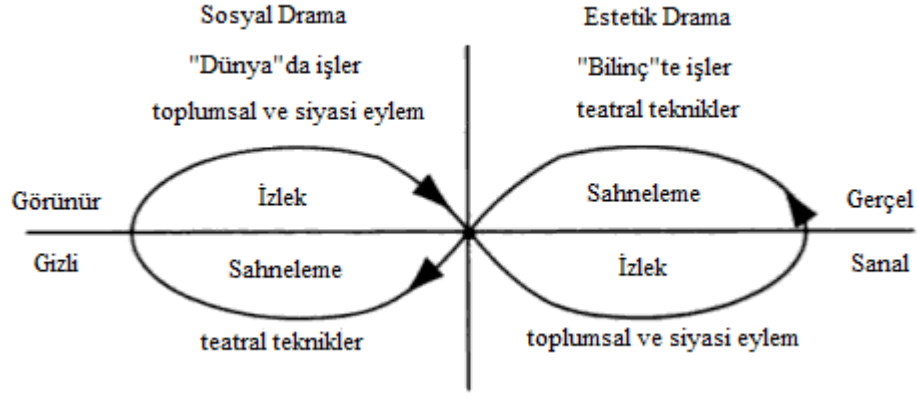 Sosyal Drama
Estetik Drama
"Dünya"da işler
"Bilinç"te işler
toplumsal ve siyasi eylem
teatral teknikler
Görünür
İzlek
Sahneleme
Gerçel
Gizli
Sahneleme
İzlek
Sanal
teatral teknikler
toplumsal ve siyasi eylem